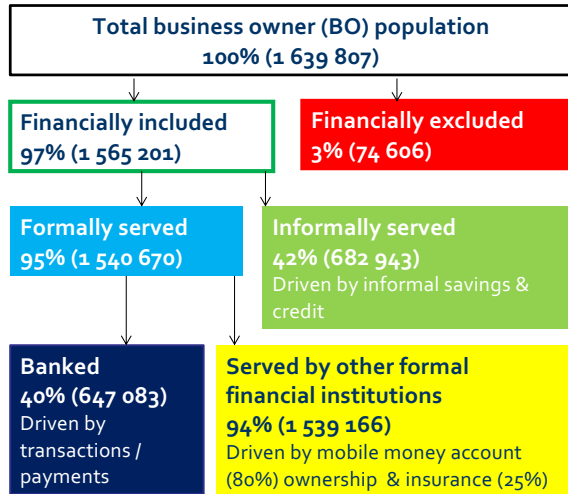 Total business owner (BO) population
100% (1 639 807)
Financially included
97% (1 565 201)
Financially excluded
3% (74 606)
Formally served
95% (1 540 670)
Informally served
42% (682 943)
Driven by informal savings &
credit
Banked
40% (647 083)
Driven by
transactions /
payments
Served by other formal
financial institutions
94% (1 539 166)
Driven by mobile money account
(80%) ownership & insurance (25%)